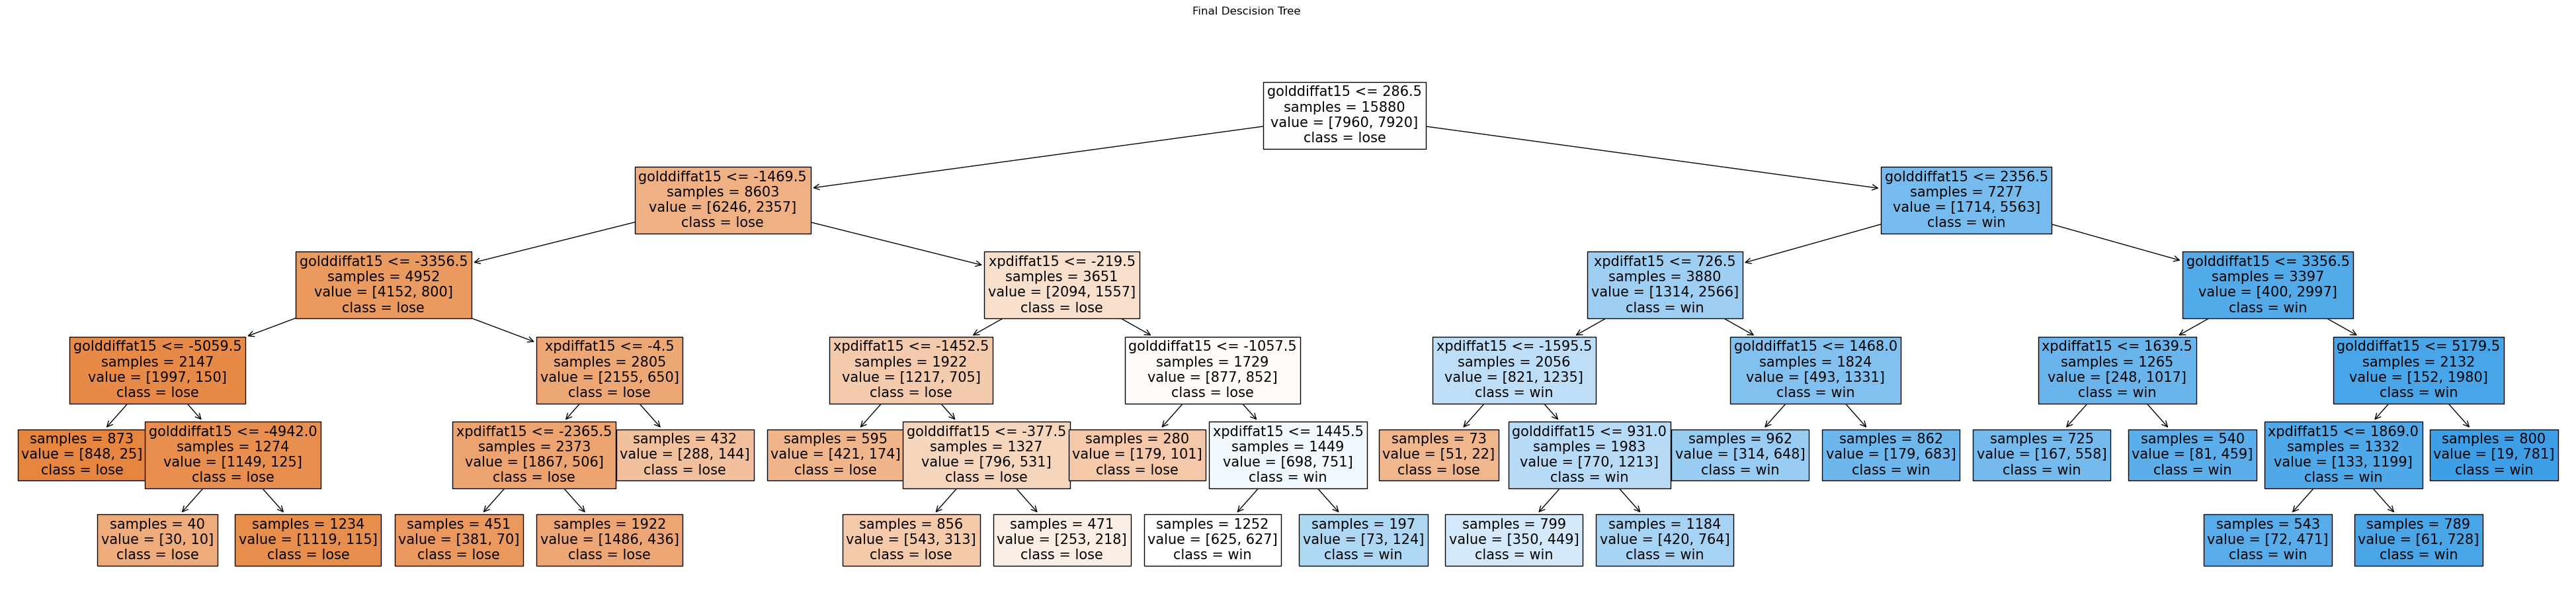 Final Descision Tree
golddiffat15 <= 286.5
samples = 15880
value = [7960, 7920]
class = lose
golddiffat15 <= -1469.5
samples = 8603
value = [6246, 2357]
class = lose
golddiffat15 <= 2356.5
samples = 7277
value = [1714, 5563]
class = win
golddiffat15 <= -3356.5
samples = 4952
value = [4152, 800]
class = lose
xpdiffat15 <= -219.5
samples = 3651
value = [2094, 1557]
class = lose
xpdiffat15 <= 726.5
samples = 3880
value = [1314, 2566]
class = win
golddiffat15 <= 3356.5
samples = 3397
value = [400, 2997]
class = win
golddiffat15 <= -5059.5
samples = 2147
value = [1997, 150]
class = lose
xpdiffat15 <= -4.5
samples = 2805
value = [2155, 650]
class = lose
xpdiffat15 <= -1452.5
samples = 1922
value = [1217, 705]
class = lose
golddiffat15 <= -1057.5
samples = 1729
value = [877, 852]
class = lose
xpdiffat15 <= -1595.5
samples = 2056
value = [821, 1235]
class = win
golddiffat15 <= 1468.0
samples = 1824
value = [493, 1331]
class = win
xpdiffat15 <= 1639.5
samples = 1265
value = [248, 1017]
class = win
golddiffat15 <= 5179.5
samples = 2132
value = [152, 1980]
class = win
samples = 873
value = [848, 25]
class = lose
golddiffat15 <= -4942.0
samples = 1274
value = [1149, 125]
class = lose
xpdiffat15 <= -2365.5
samples = 2373
value = [1867, 506]
class = lose
samples = 432
value = [288, 144]
class = lose
samples = 595
value = [421, 174]
class = lose
golddiffat15 <= -377.5
samples = 1327
value = [796, 531]
class = lose
samples = 280
value = [179, 101]
class = lose
xpdiffat15 <= 1445.5
samples = 1449
value = [698, 751]
class = win
samples = 73
value = [51, 22]
class = lose
golddiffat15 <= 931.0
samples = 1983
value = [770, 1213]
class = win
samples = 962
value = [314, 648]
class = win
samples = 862
value = [179, 683]
class = win
samples = 725
value = [167, 558]
class = win
samples = 540
value = [81, 459]
class = win
xpdiffat15 <= 1869.0
samples = 1332
value = [133, 1199]
class = win
samples = 800
value = [19, 781]
class = win
samples = 40
value = [30, 10]
class = lose
samples = 1234
value = [1119, 115]
class = lose
samples = 451
value = [381, 70]
class = lose
samples = 1922
value = [1486, 436]
class = lose
samples = 856
value = [543, 313]
class = lose
samples = 471
value = [253, 218]
class = lose
samples = 1252
value = [625, 627]
class = win
samples = 197
value = [73, 124]
class = win
samples = 799
value = [350, 449]
class = win
samples = 1184
value = [420, 764]
class = win
samples = 543
value = [72, 471]
class = win
samples = 789
value = [61, 728]
class = win